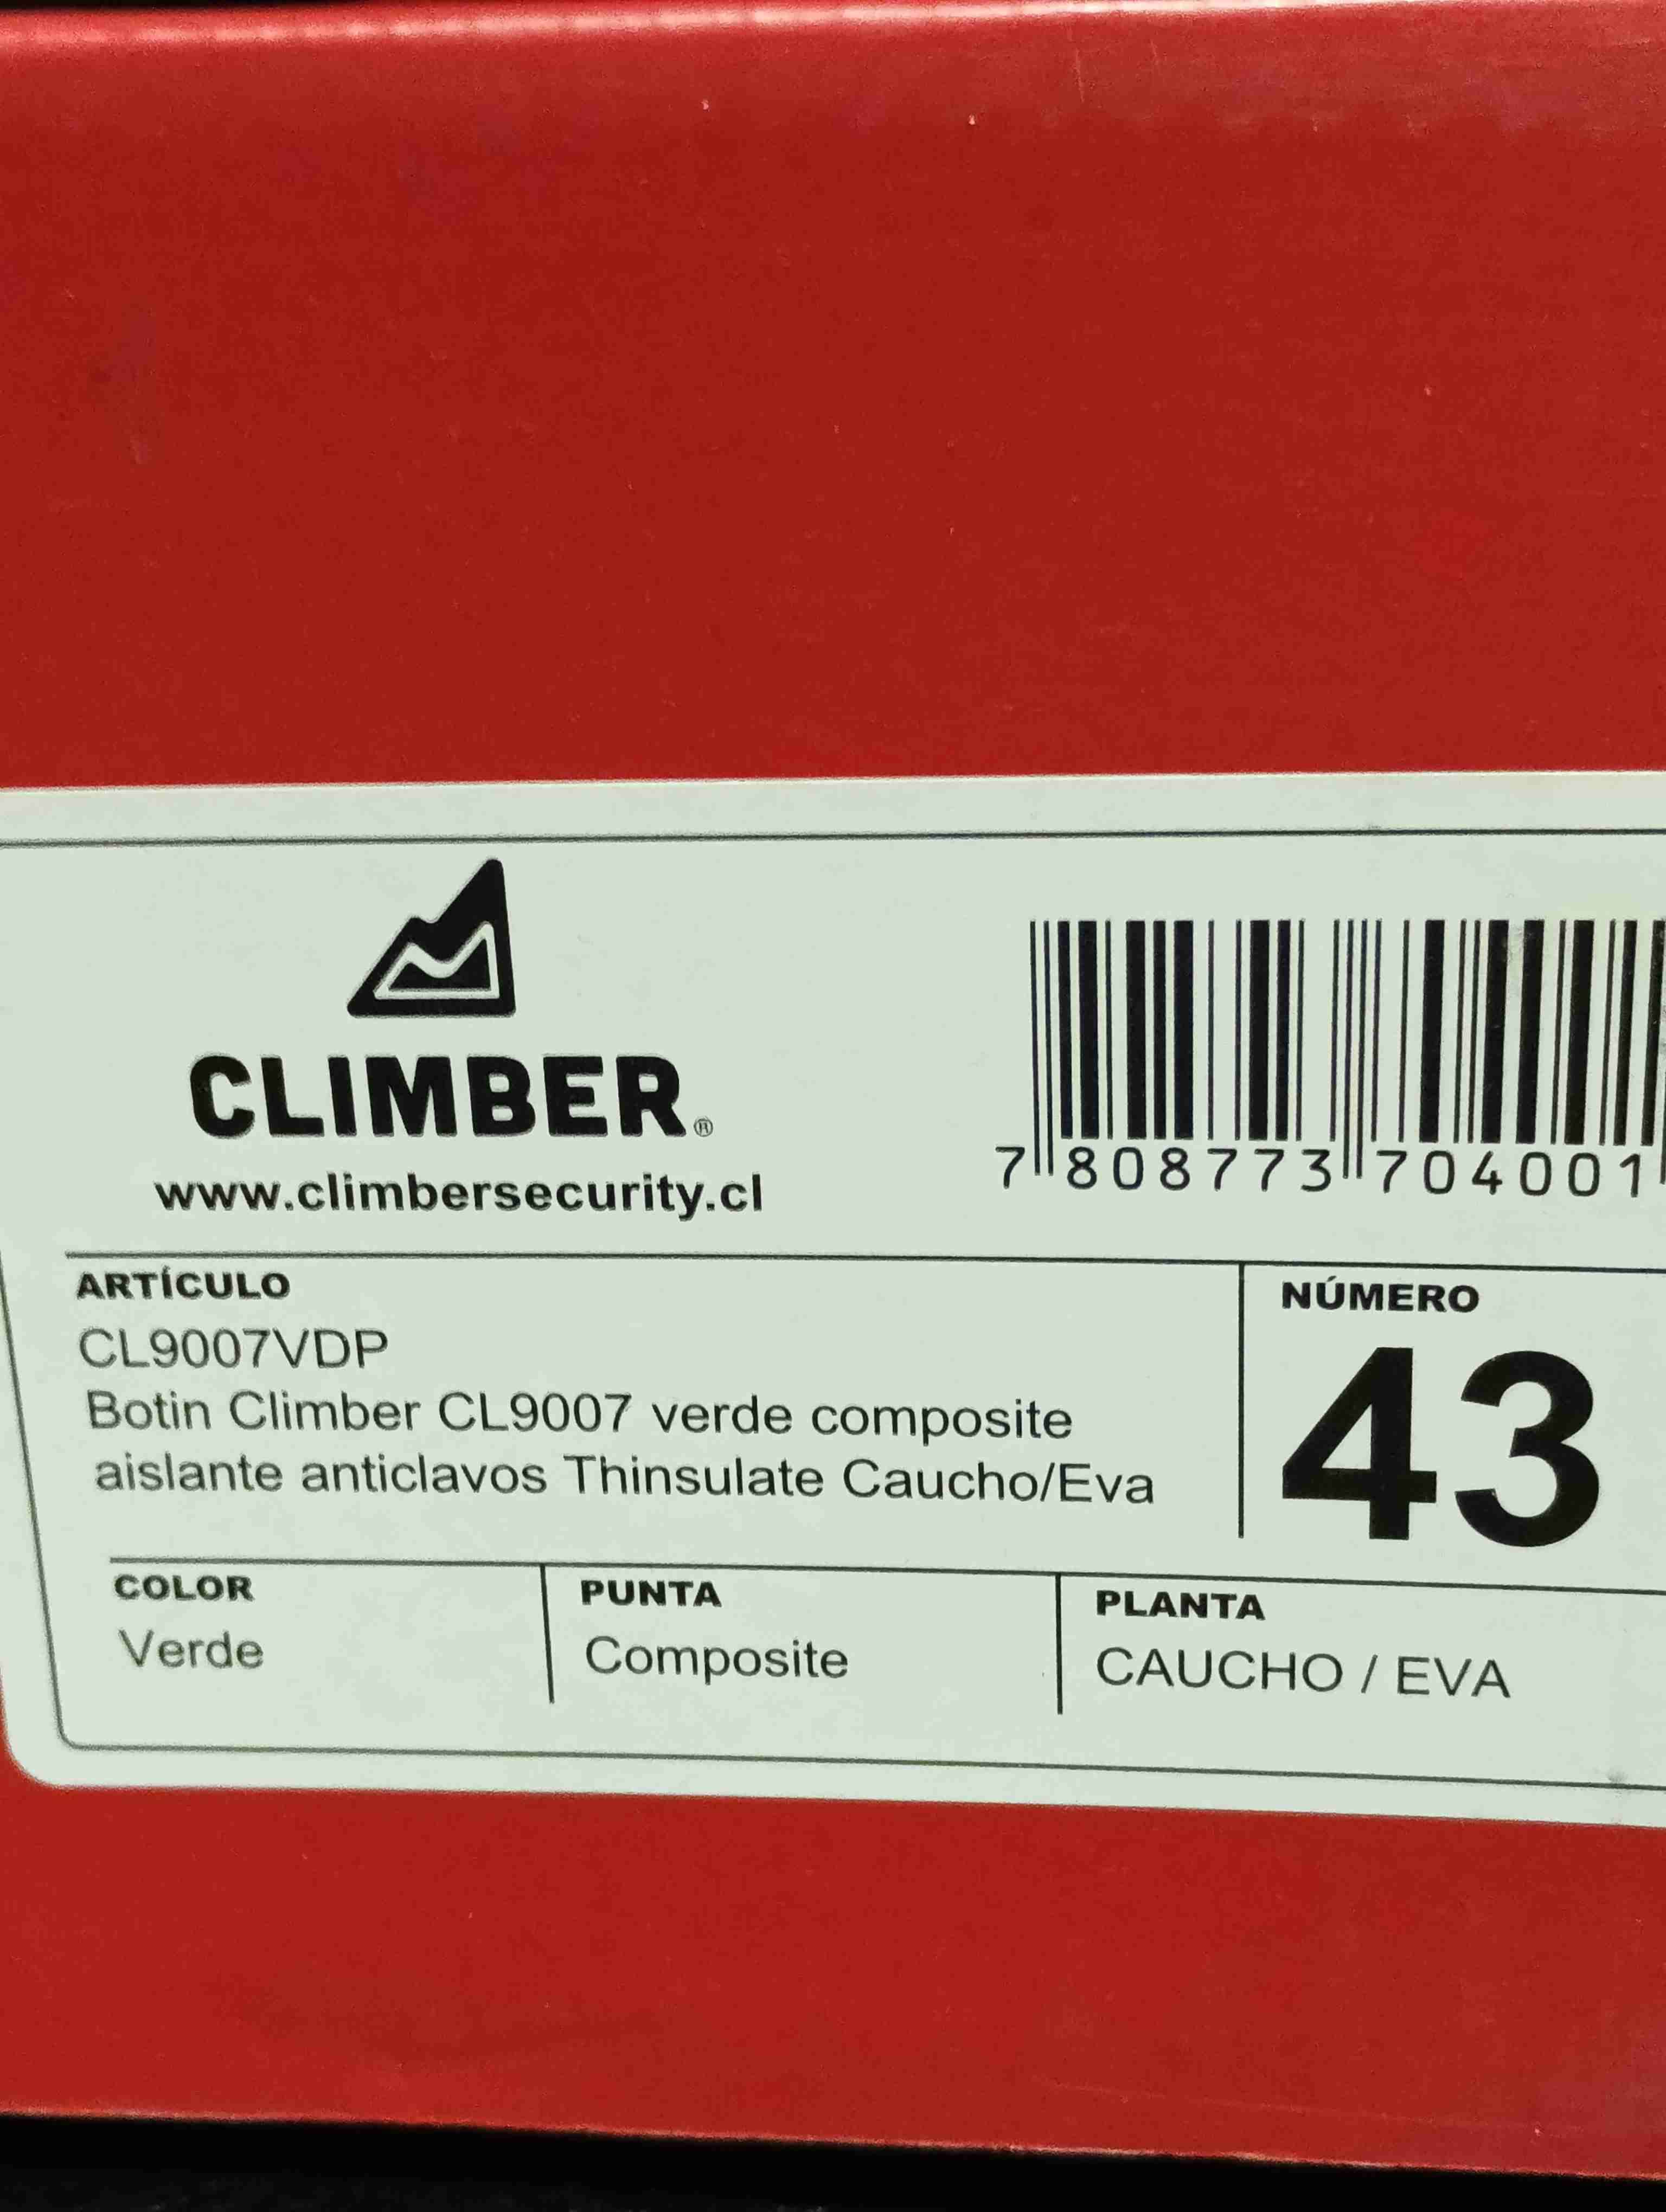 CLIMBER®
www.climbersecurity.cl
7 808773 704001
ARTÍCULO
CL9007VDP
Botin Climber CL9007 verde composite
aislante anticlavos Thinsulate Caucho/Eva
NÚMERO
43
COLOR
Verde
PUNTA
Composite
PLANTA
CAUCHO / EVA